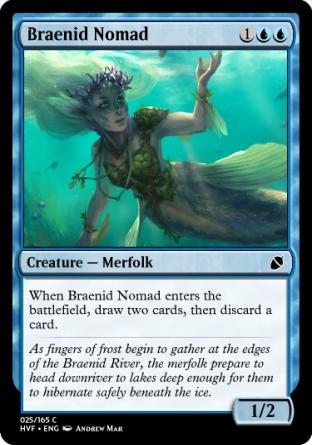 Braenid Nomad 1
Creature — Merfolk
When Braenid Nomad enters the
battlefield, draw two cards, then discard a
card.
As fingers of frost begin to gather at the edges
of the Braenid River, the merfolk prepare to
head downriver to lakes deep enough for them
to hibernate safely beneath the ice.
1/2
025/165 C
HVF • ENG Andrew Mar